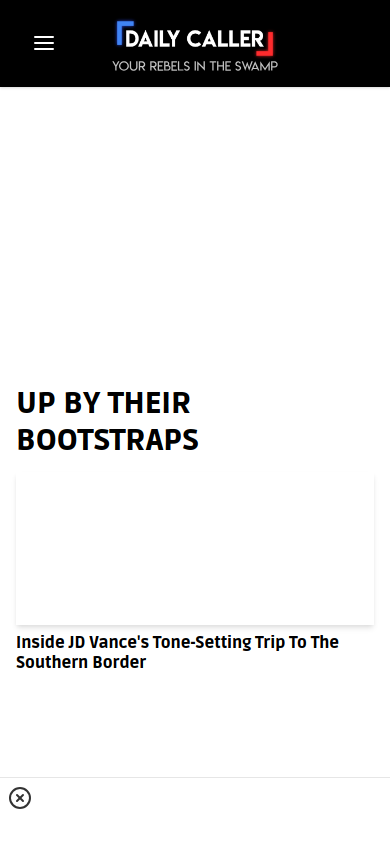 DAILY CALLER
YOUR REBELS IN THE SWAMP
UP BY THEIR
BOOTSTRAPS
Inside JD Vance's Tone-Setting Trip To The
Southern Border